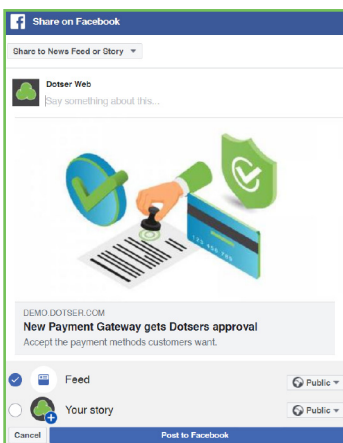 Share on Facebook
Share to News Feed or Story
Dotser Web
Say something about this...
DEMO.DOTSER.COM
New Payment Gateway gets Dotsers approval
Accept the payment methods customers want.
Feed
Public
Your story
Public
Cancel
Post to Facebook